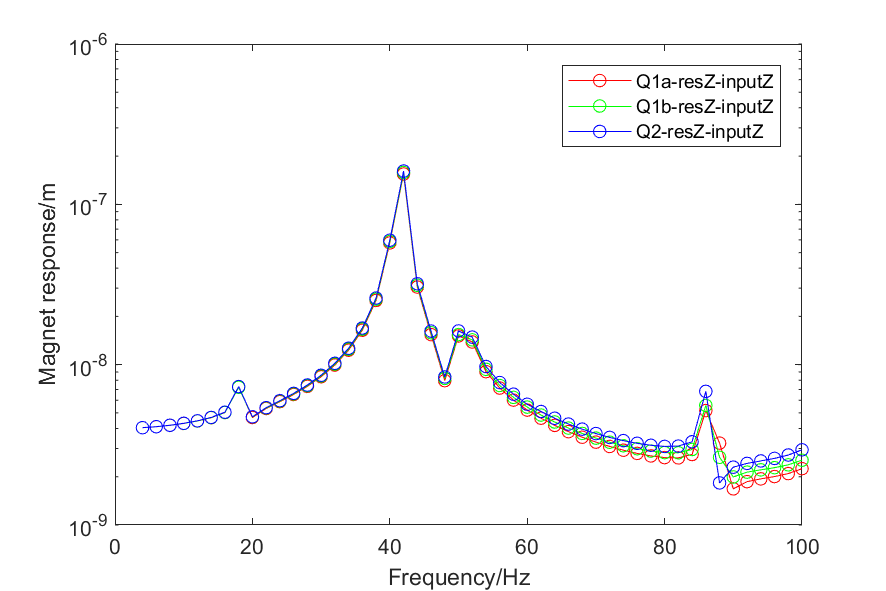 10-6
Q1a-resZ-inputZ
Q1b-resZ-inputZ
Q2-resZ-inputZ
10-7
Magnet response/m
10-8
10-9
0 20 40 60 80 100
Frequency/Hz